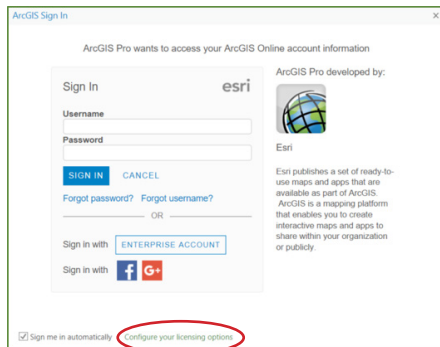 ArcGIS Sign In
x
ArcGIS Pro wants to access your ArcGIS Online account information
Sign In
esri
Username
Password
SIGN IN CANCEL
Forgot password? Forgot username?
OR
Sign in with ENTERPRISE ACCOUNT
Sign in with f G+
ArcGIS Pro developed by:
Esri
Esri publishes a set of ready-to-
use maps and apps that are
available as part of ArcGIS.
ArcGIS is a mapping platform
that enables you to create
interactive maps and apps to
share within your organization
or publicly.
Sign me in automatically Configure your licensing options